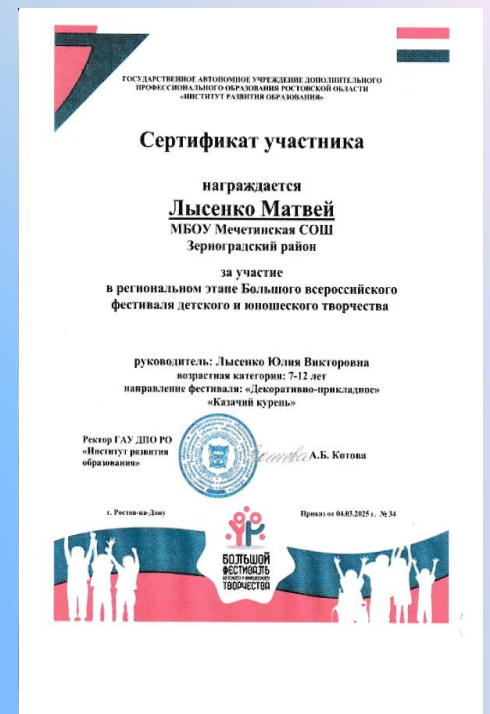 ГОСУДАРСТВЕННОЕ АВТОНОМНОЕ УЧРЕЖДЕНИЕ ДОПОЛНИТЕЛЬНОГО
ПРОФЕССИОНАЛЬНОГО ОБРАЗОВАНИЯ РОСТОВСКОЙ ОБЛАСТИ
«ИНСТИТУТ РАЗВИТИЯ ОБРАЗОВАНИЯ»
Сертификат участника
награждается
Лысенко Матвей
МБОУ Мечетинская СОШ
Зерноградский район
за участие
в региональном этапе Большого всероссийского
фестиваля детского и юношеского творчества
руководитель: Лысенко Юлия Викторовна
возрастная категория: 7-12 лет
направление фестиваля: «Декоративно-прикладное»
«Казачий курень»
Ректор ГАУ ДПО РО
«Институт развития
образования»
А.Б. Котова
г. Ростов-на-Дону
Приказ от 04.03.2025 г. № 34
БОЛЬШОЙ
ФЕСТИВАЛЬ
ДЕТСКОГО И ЮНОШЕСКОГО
ТВОРЧЕСТВА